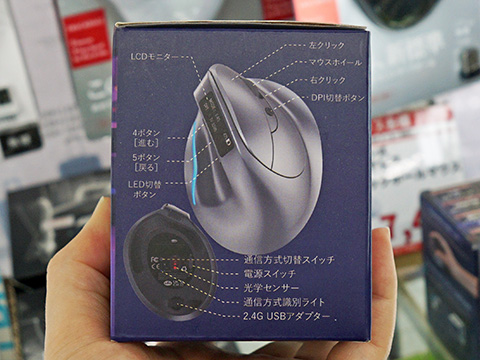 LCDモニター
左クリック
マウスホイール
右クリック
DPI切替ボタン
4ボタン
[進む]
5ボタン
[戻る]
LED切替
ボタン
通信方式切替スイッチ
電源スイッチ
光学センサー
通信方式識別ライト
2.4G USBアダプター